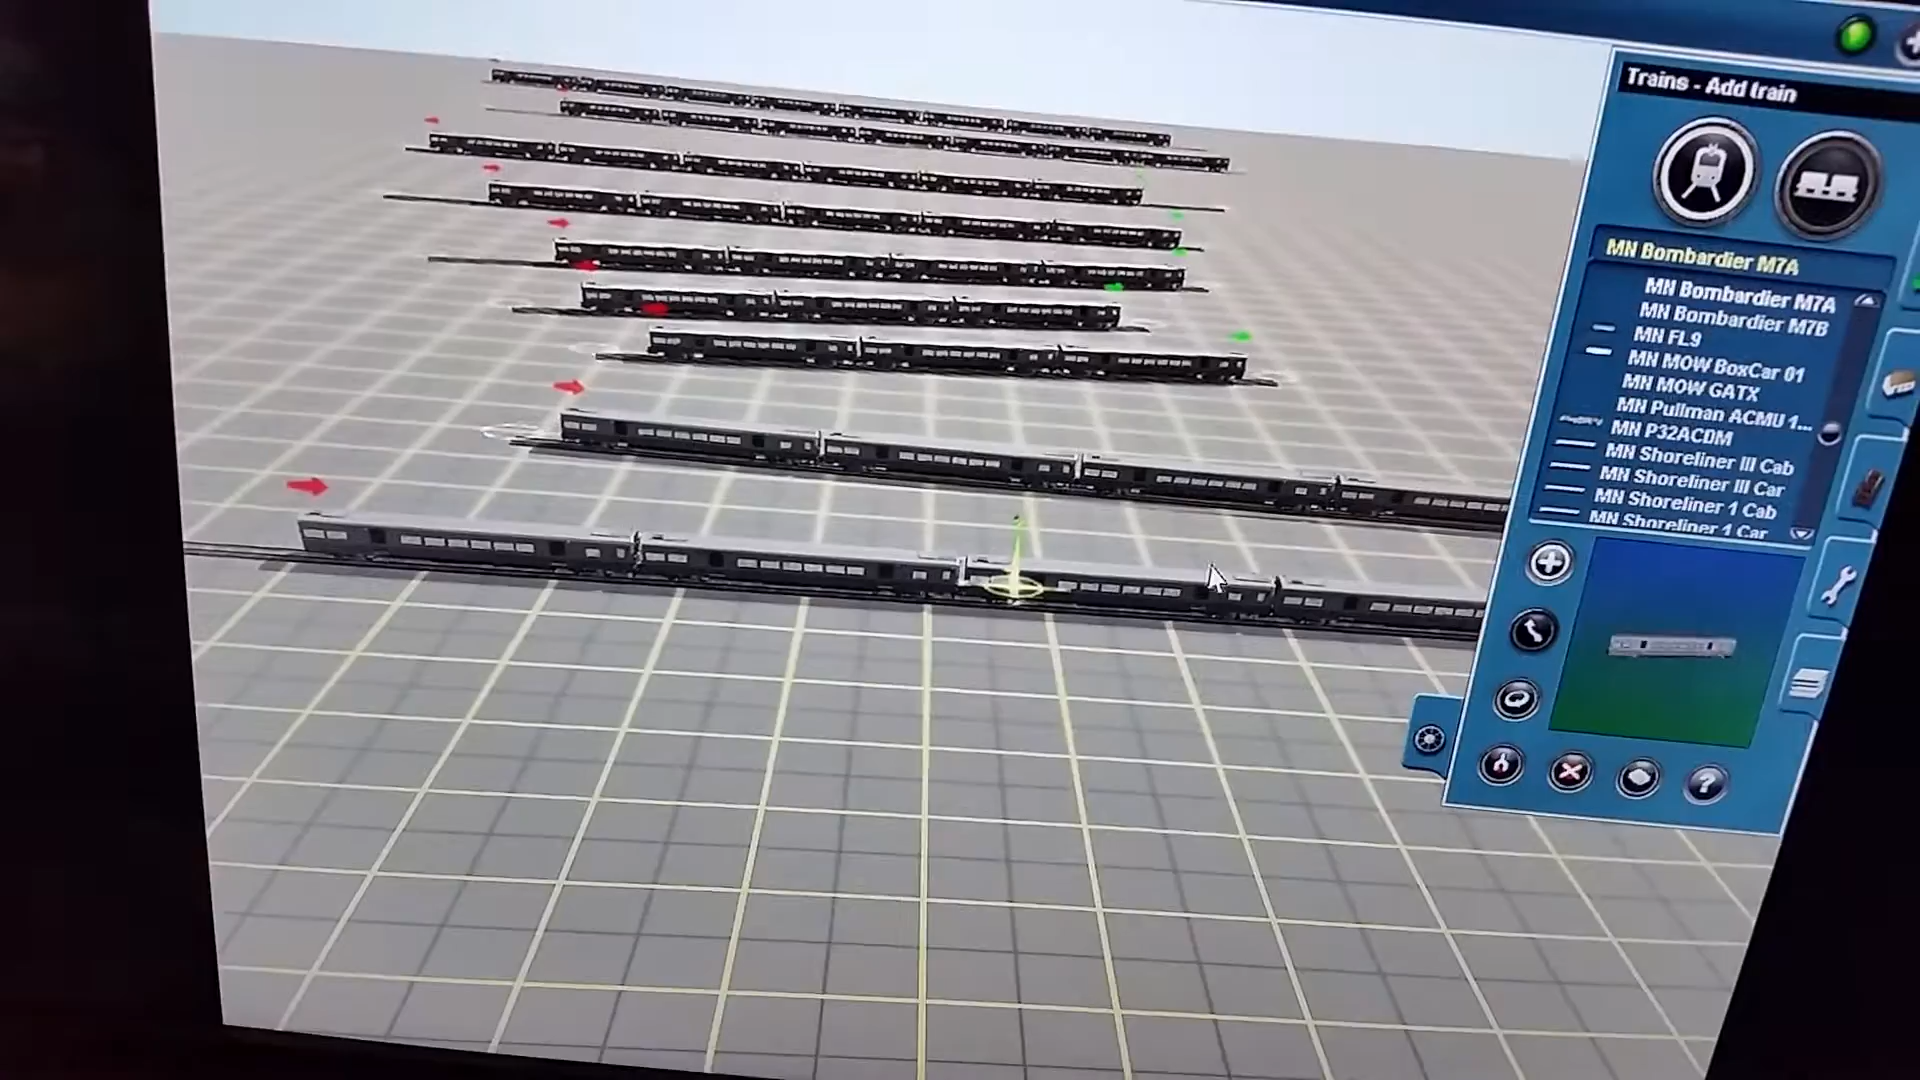 Trains - Add train
MN Bombardier M7A
MN Bombardier M7A
MN Bombardier M7B
MN FL9
MN MOW BoxCar 01
MN MOW GATX
MN Pullman ACMU 1...
MN P32ACDM
MN Shoreliner III Cab
MN Shoreliner III Car
MN Shoreliner 1 Cab
MN Shoreliner 1 Car
?